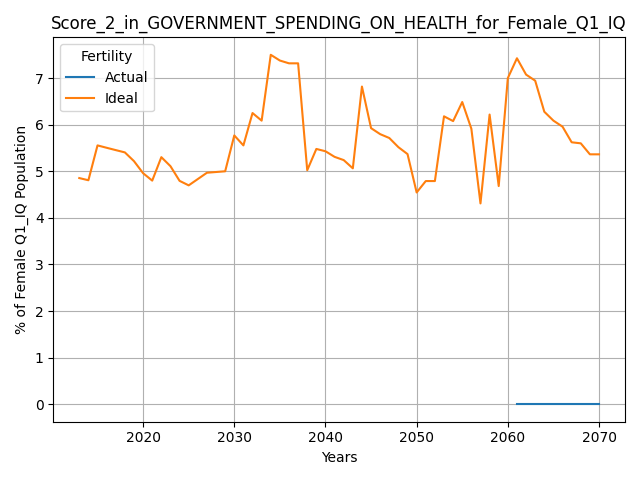 Score_2_in_GOVERNMENT_SPENDING_ON_HEALTH_for_Female_Q1_IQ
Fertility
Actual
Ideal
% of Female Q1_IQ Population
7
6
5
4
3
2
1
0
2020 2030 2040 2050 2060 2070
Years